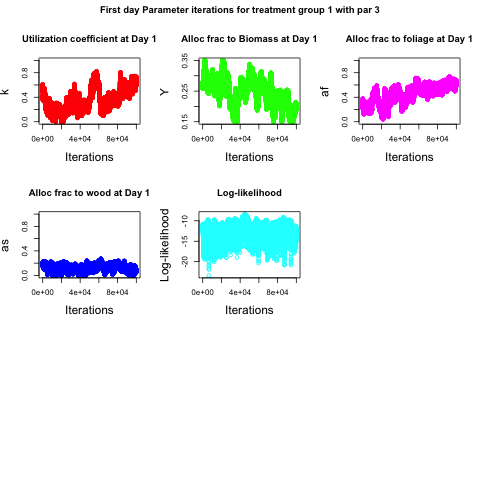 First day Parameter iterations for treatment group 1 with par 3
Utilization coefficient at Day 1
k
0.0 0.4 0.8
0e+00 4e+04 8e+04
Iterations
Alloc frac to Biomass at Day 1
Y
0.15 0.25 0.35
0e+00 4e+04 8e+04
Iterations
Alloc frac to foliage at Day 1
af
0.0 0.4 0.8
0e+00 4e+04 8e+04
Iterations
Alloc frac to wood at Day 1
as
0.0 0.4 0.8
0e+00 4e+04 8e+04
Iterations
Log-likelihood
Log-likelihood
-20 -15 -10
0e+00 4e+04 8e+04
Iterations